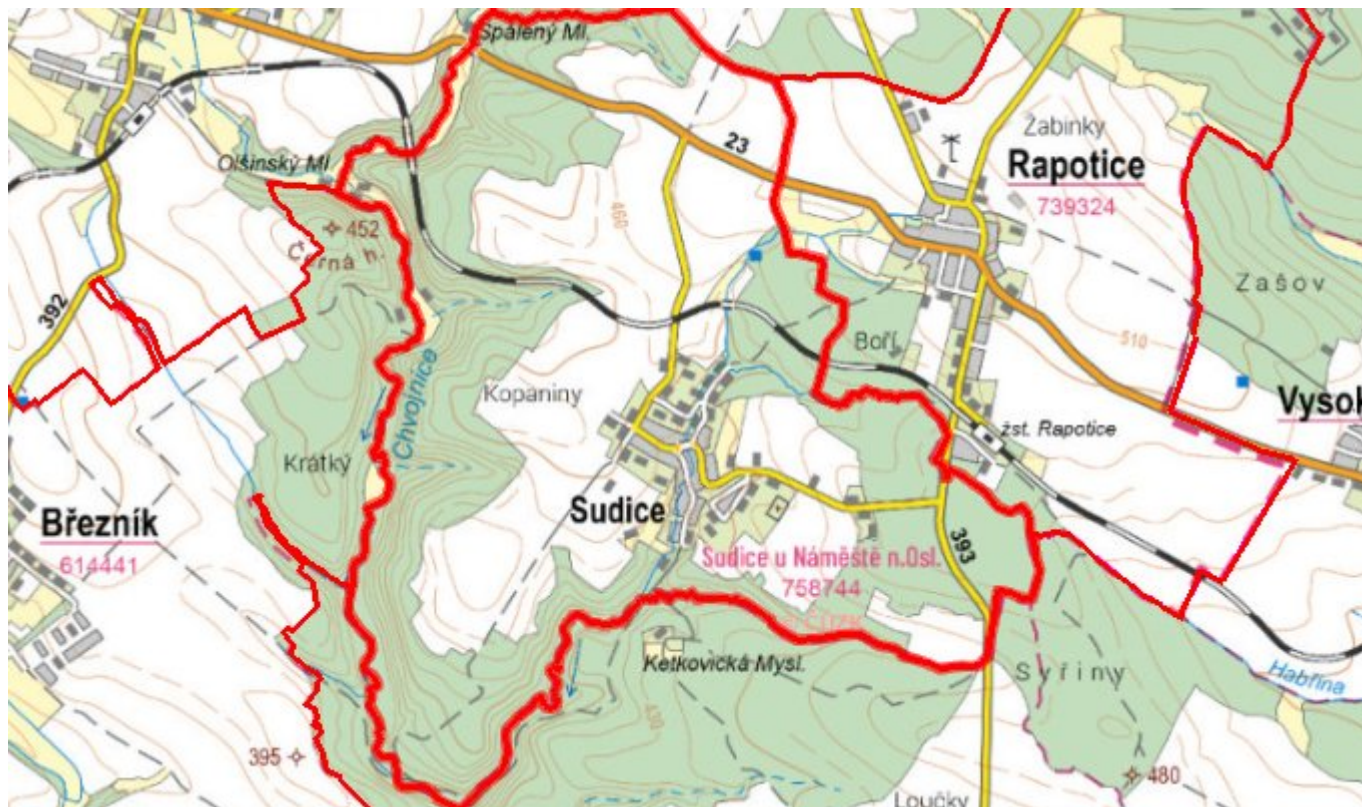 Spálený Ml.
23
Žabinky
Rapotice
739324
Olšinský Ml
460
452
Černá h.
Zašov
392
510
Boří
Chvojnice
Kopaniny
Vysok
žst. Rapotice
Krátký
Březník
614441
Sudice
393
Sudice u Náměště n.Osl.
758744
Ketkovická Mysl.
Syřiny
Habřina
430
395
480
Loučky